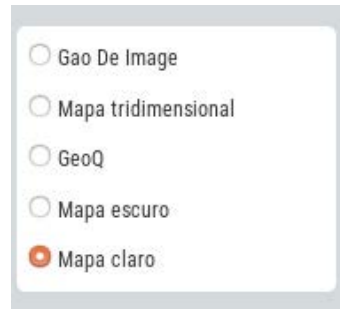 Gao De Image
Mapa tridimensional
GeoQ
Mapa escuro
Mapa claro